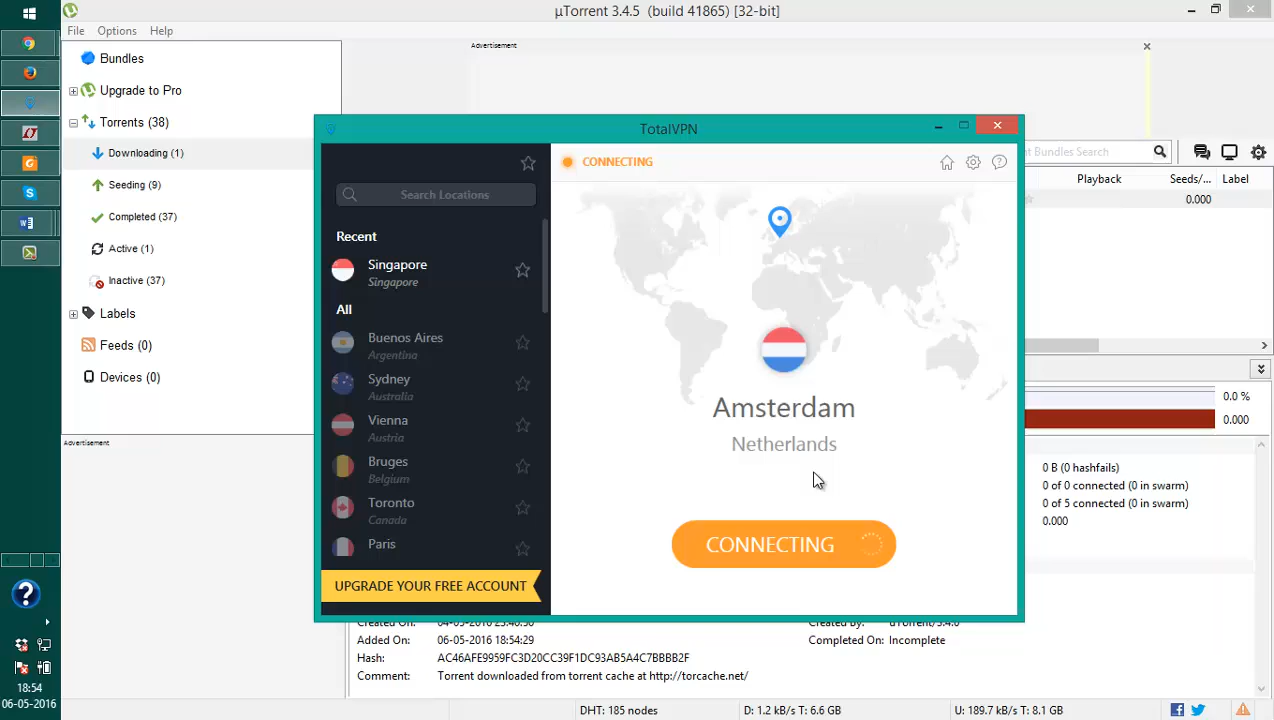 µTorrent 3.4.5 (build 41865) [32-bit]
File Options Help
Advertisement
Bundles
Upgrade to Pro
Torrents (38)
Downloading (1)
Seeding (9)
Completed (37)
Active (1)
Inactive (37)
Labels
Feeds (0)
Devices (0)
Advertisement
TotalVPN
Search Locations
Recent
Singapore
Singapore
All
Buenos Aires
Argentina
Sydney
Australia
Vienna
Austria
Bruges
Belgium
Toronto
Canada
Paris
UPGRADE YOUR FREE ACCOUNT
CONNECTING
Amsterdam
Netherlands
CONNECTING
Bundles Search
Playback Seeds/... Label
0.000
0.0 %
0.000
0 B (0 hashfails)
0 of 0 connected (0 in swarm)
0 of 5 connected (0 in swarm)
0.000
Added On: 06-05-2016 18:54:29 Completed On: Incomplete
Hash: AC46AFE9959FC3D20CC39F1DC93AB5A4C7BBBB2F
Comment: Torrent downloaded from torrent cache at http://torcache.net/
DHT: 185 nodes D: 1.2 kB/s T: 6.6 GB U: 189.7 kB/s T: 8.1 GB
18:54
06-05-2016